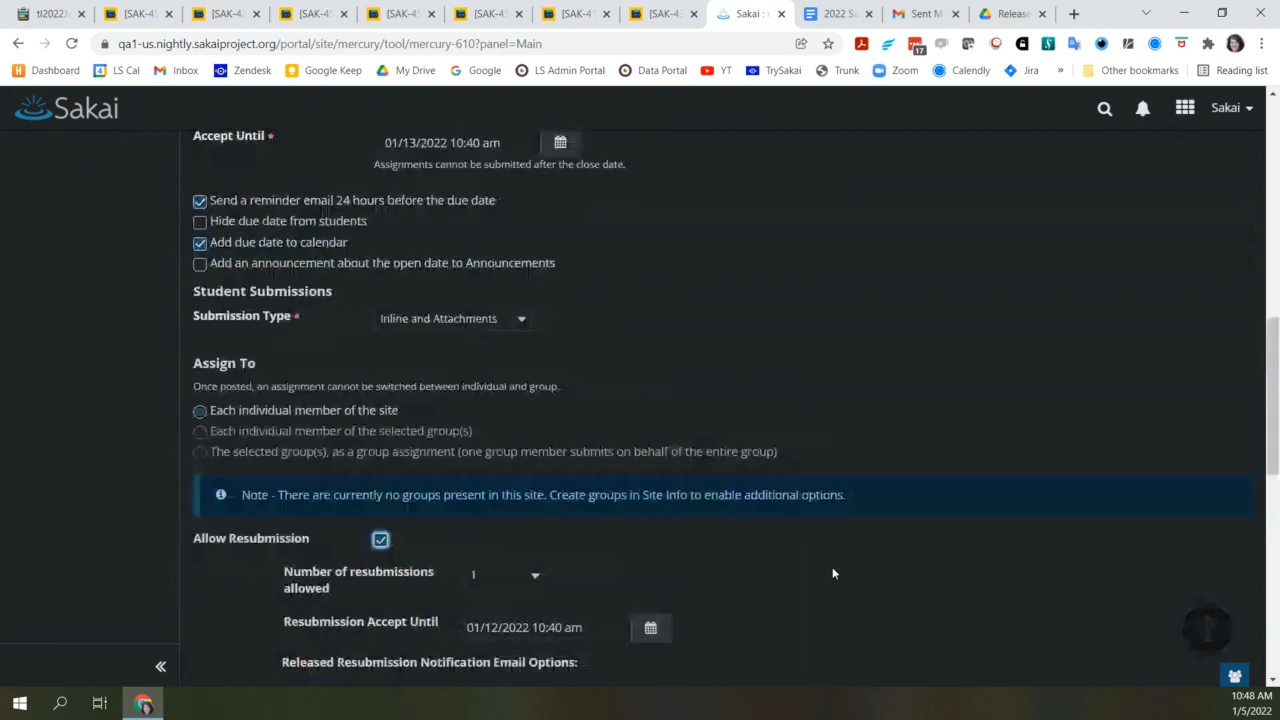 tl2022.
[SAK-4
[SAK-4
[SAK-4
[SAK-4
[SAK-4
[SAK-4
[SAK-4
Sakai :
2022 Sa
Sent M
Release
qa1-us.nightly.sakaiproject.org/portal/site/mercury/tool/mercury-610?panel=Main
17
Dashboard
LS Cal
Inbox
Zendesk
Google Keep
My Drive
Google
LS Admin Portal
Data Portal
YT
TrySakai
Trunk
Zoom
Calendly
Jira
»
Other bookmarks
Reading list
Sakai
Sakai
Accept Until *
01/13/2022 10:40 am
Assignments cannot be submitted after the close date.
Send a reminder email 24 hours before the due date
Hide due date from students
Add due date to calendar
Add an announcement about the open date to Announcements
Student Submissions
Submission Type *
Inline and Attachments
Assign To
Once posted, an assignment cannot be switched between individual and group.
Each individual member of the site
Each individual member of the selected group(s)
The selected group(s), as a group assignment (one group member submits on behalf of the entire group)
Note - There are currently no groups present in this site. Create groups in Site Info to enable additional options.
Allow Resubmission
Number of resubmissions
allowed
1
Resubmission Accept Until
01/12/2022 10:40 am
Released Resubmission Notification Email Options:
10:48 AM
1/5/2022